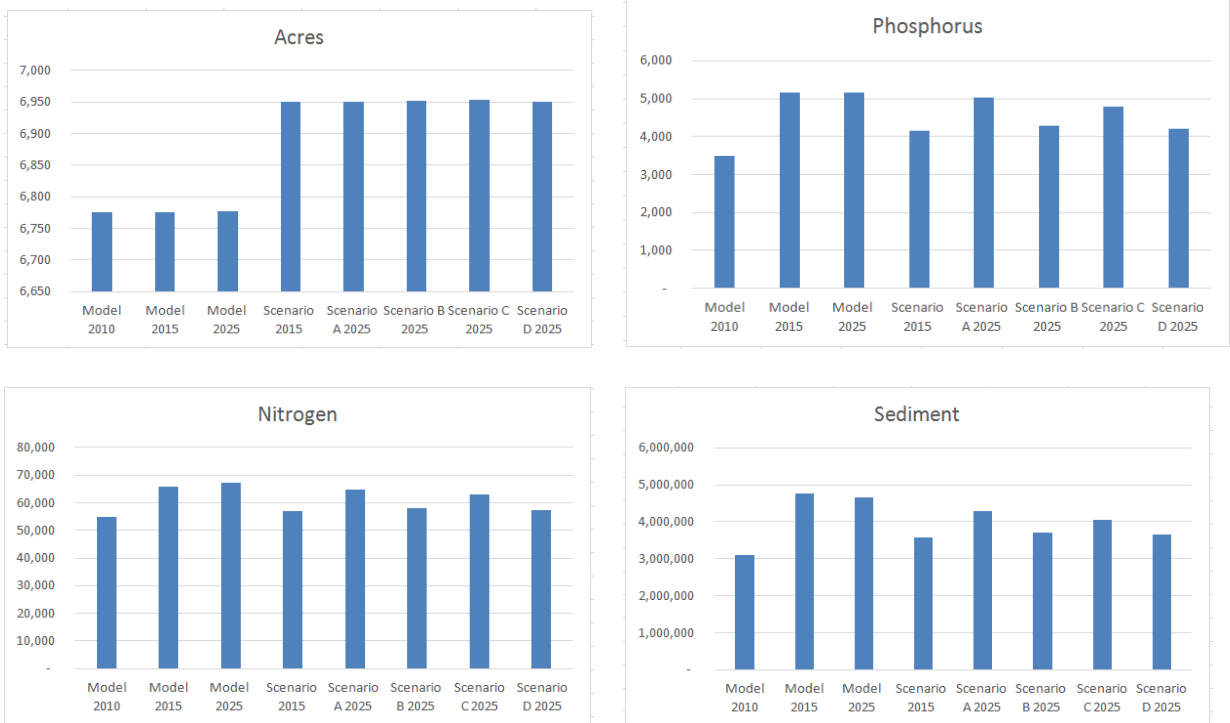 Acres
7,000
6,950
6,900
6,850
6,800
6,750
6,700
6,650
Model Model Model Scenario Scenario Scenario B Scenario C Scenario
2010 2015 2025 2015 A 2025 2025 2025 D 2025
Phosphorus
6,000
5,000
4,000
3,000
2,000
1,000
-
Model Model Model Scenario Scenario Scenario B Scenario C Scenario
2010 2015 2025 2015 A 2025 2025 2025 D 2025
Nitrogen
80,000
70,000
60,000
50,000
40,000
30,000
20,000
10,000
-
Model Model Model Scenario Scenario Scenario Scenario Scenario
2010 2015 2025 2015 A 2025 B 2025 C 2025 D 2025
Sediment
6,000,000
5,000,000
4,000,000
3,000,000
2,000,000
1,000,000
-
Model Model Model Scenario Scenario Scenario Scenario Scenario
2010 2015 2025 2015 A 2025 B 2025 C 2025 D 2025